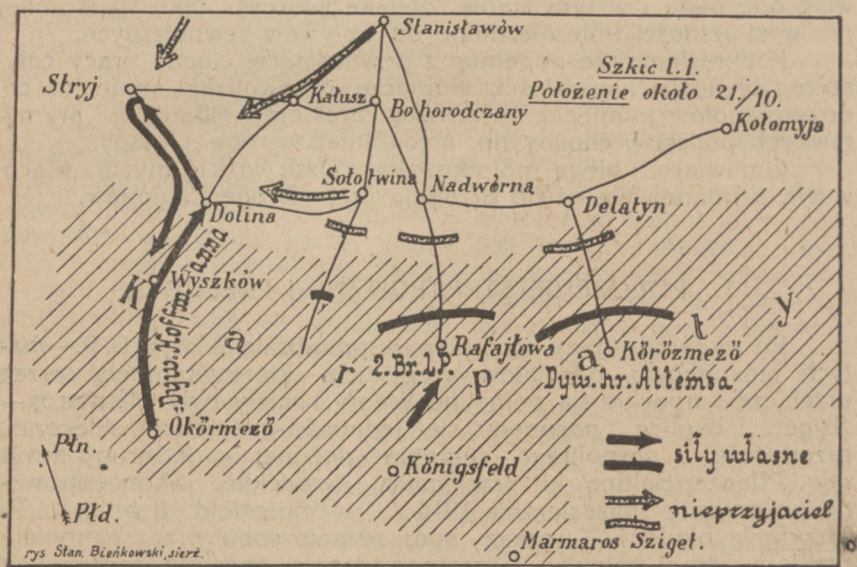 Stanisławów
Szkic l.1.
Położenie około 21./10.
Stryj
Kałusz
Bohorodczany
Kołomyja
Sołotwina
Nadwórna
Dolina
Delatyn
Wyszków
Dyw. Hoffmanna
K a r p a t y
Rafajłowa
2. Br. L.P.
Körözmező
Dyw. hr. Attemsa
Okörmező
Königsfeld
Płn.
Płd.
siły własne
nieprzyjaciel
Marmaros Sziget.
rys Stan. Bieńkowski, sierż.